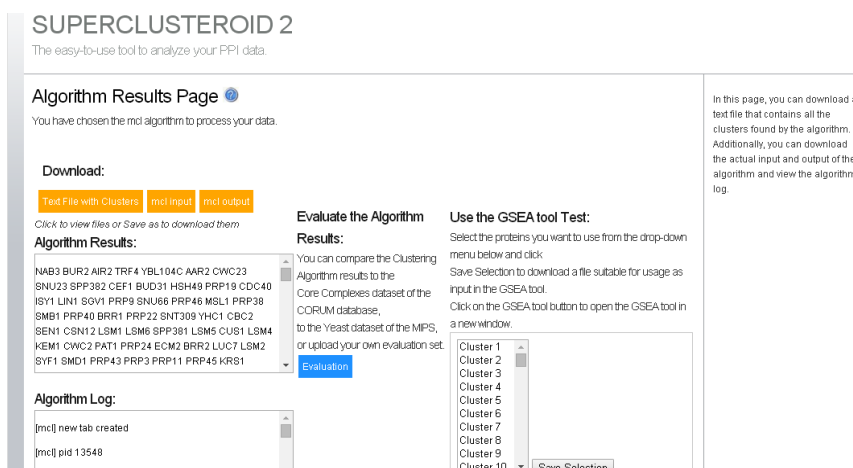 SUPERCLUSTEROID 2
The easy-to-use tool to analyze your PPI data.
Algorithm Results Page
You have chosen the mcl algorithm to process your data.
Download:
Text File with Clusters
mcl input
mcl output
Click to view files or Save as to download them
Algorithm Results:
NAB3 BUR2 AIR2 TRF4 YBL104C AAR2 CWC23
SNU23 SPP382 CEF1 BUD31 HSH49 PRP19 CDC40
ISY1 LIN1 SGV1 PRP9 SNU66 PRP46 MSL1 PRP38
SMB1 PRP40 BRR1 PRP22 SNT309 YHC1 CBC2
SEN1 CSN12 LSM1 LSM6 SPP381 LSM5 CUS1 LSM4
KEM1 CWC2 PAT1 PRP24 ECM2 BRR2 LUC7 LSM2
SYF1 SMD1 PRP43 PRP3 PRP11 PRP45 KRS1
Algorithm Log:
[mcl] new tab created
[mcl] pid 13548
Evaluate the Algorithm
Results:
You can compare the Clustering
Algorithm results to the
Core Complexes dataset of the
CORUM database,
to the Yeast dataset of the MIPS,
or upload your own evaluation set.
Evaluation
Use the GSEA tool Test:
Select the proteins you want to use from the drop-down
menu below and click
Save Selection to download a file suitable for usage as
input in the GSEA tool.
Click on the GSEA tool button to open the GSEA tool in
a new window.
Cluster 1
Cluster 2
Cluster 3
Cluster 4
Cluster 5
Cluster 6
Cluster 7
Cluster 8
Cluster 9
Cluster 10
Save Selection
In this page, you can download a
text file that contains all the
clusters found by the algorithm.
Additionally, you can download
the actual input and output of the
algorithm and view the algorithm
log.